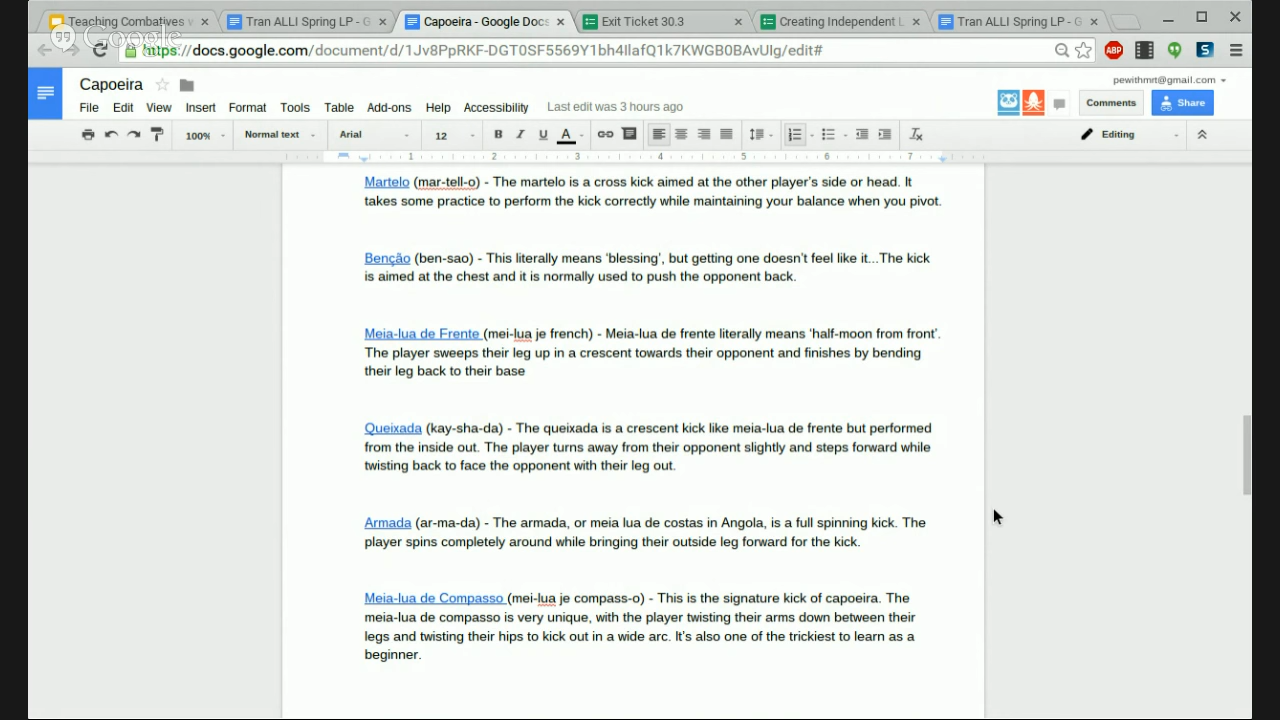 Teaching Combatives w
Tran ALLI Spring LP - G
Capoeira - Google Docs
Exit Ticket 30.3
Creating Independent L
Tran ALLI Spring LP - G
Google
https://docs.google.com/document/d/1Jv8PpRKF-DGT0SF5569Y1bh4IlafQ1k7KWGB0BAvUIg/edit#
ABP
S
Capoeira
pewithmrt@gmail.com
File Edit View Insert Format Tools Table Add-ons Help Accessibility Last edit was 3 hours ago
Comments
Share
100% Normal text Arial 12 B I U A Editing
1 2 3 4 5 6 7
Martelo (mar-tell-o) - The martelo is a cross kick aimed at the other player's side or head. It
takes some practice to perform the kick correctly while maintaining your balance when you pivot.
Benção (ben-sao) - This literally means ‘blessing’, but getting one doesn’t feel like it...The kick
is aimed at the chest and it is normally used to push the opponent back.
Meia-lua de Frente (mei-lua je french) - Meia-lua de frente literally means ‘half-moon from front’.
The player sweeps their leg up in a crescent towards their opponent and finishes by bending
their leg back to their base
Queixada (kay-sha-da) - The queixada is a crescent kick like meia-lua de frente but performed
from the inside out. The player turns away from their opponent slightly and steps forward while
twisting back to face the opponent with their leg out.
Armada (ar-ma-da) - The armada, or meia lua de costas in Angola, is a full spinning kick. The
player spins completely around while bringing their outside leg forward for the kick.
Meia-lua de Compasso (mei-lua je compass-o) - This is the signature kick of capoeira. The
meia-lua de compasso is very unique, with the player twisting their arms down between their
legs and twisting their hips to kick out in a wide arc. It’s also one of the trickiest to learn as a
beginner.